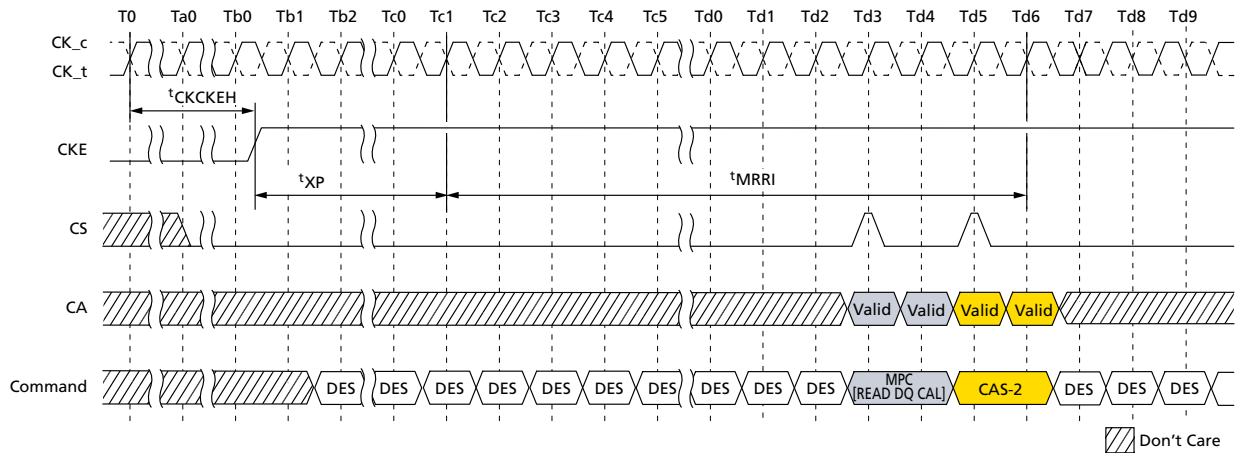 T0 Ta0 Tb0 Tb1 Tb2 Tc0 Tc1 Tc2 Tc3 Tc4 Tc5 Td0 Td1 Td2 Td3 Td4 Td5 Td6 Td7 Td8 Td9
CK_c
CK_t
tCKCKEH
CKE
tXP tMRRI
CS
CA Valid Valid Valid Valid
Command DES DES DES DES DES DES DES DES DES DES MPC [READ DQ CAL] CAS-2 DES DES DES
Don't Care